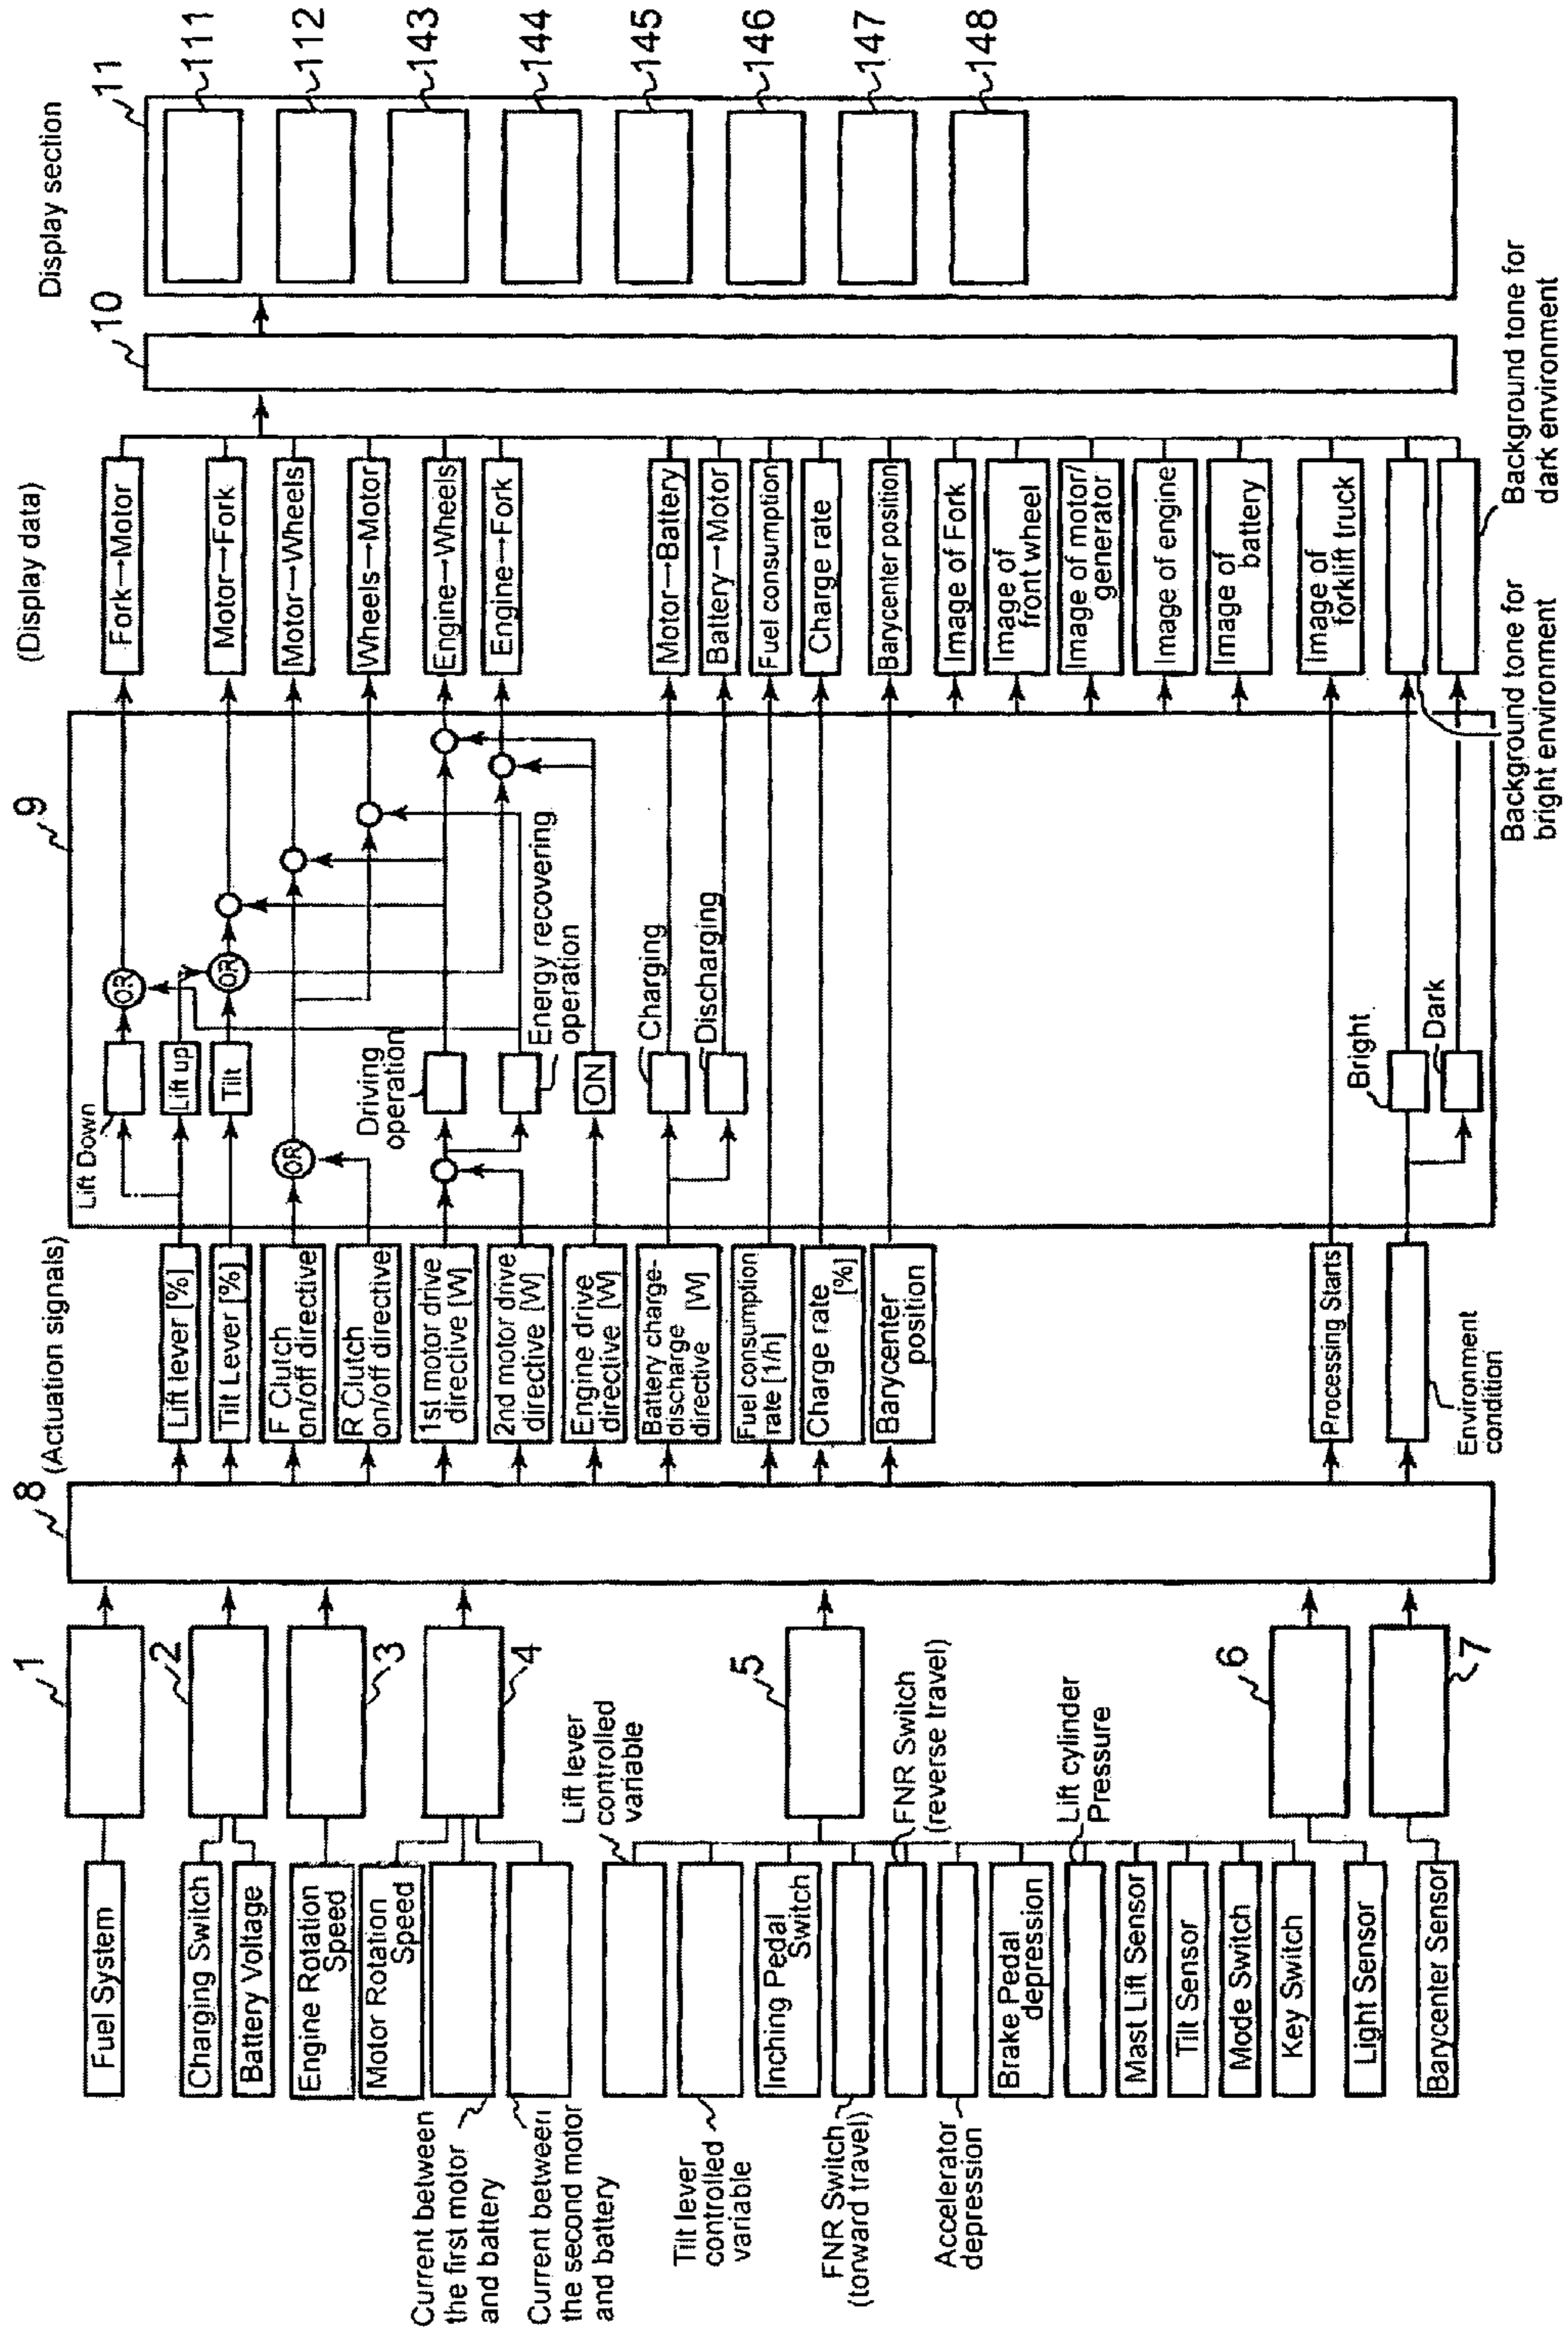 1
Fuel System
2
Charging Switch
Battery Voltage
3
Engine Rotation
Speed
Motor Rotation
Speed
4
Current between
the first motor
and battery
Current between
the second motor
and battery
Lift lever
controlled
variable
Tilt lever
controlled
variable
5
Inching Pedal
Switch
FNR Switch
(torward travel)
FNR Switch
(reverse travel)
Accelerator
depression
Brake Pedal
depression
Lift cylinder
Pressure
Mast Lift Sensor
Tilt Sensor
Mode Switch
Key Switch
6
Light Sensor
7
Barycenter Sensor
8
(Actuation signals)
Lift lever [%]
Tilt Lever [%]
F Clutch
on/off directive
R Clutch
on/off directive
1st motor drive
directive [W]
2nd motor drive
directive [W]
Engine drive
directive [W]
Battery charge-
discharge
directive [W]
Fuel consumption
rate [1/h]
Charge rate
[%]
Barycenter
position
Processing Starts
Environment
condition
9
Lift Down
Lift up
Tilt
OR
OR
OR
Driving
operation
Energy recovering
operation
ON
Charging
Discharging
Bright
Dark
(Display data)
Fork→Motor
Motor→Fork
Motor→Wheels
Wheels→Motor
Engine→Wheels
Engine→Fork
Motor→Battery
Battery→Motor
Fuel consumption
Charge rate
Barycenter position
Image of Fork
Image of
front wheel
Image of motor/
generator
Image of engine
Image of
battery
Image of
forklift truck
Background tone for
bright environment
Background tone for
dark environment
10
Display section
11
111
112
143
144
145
146
147
148